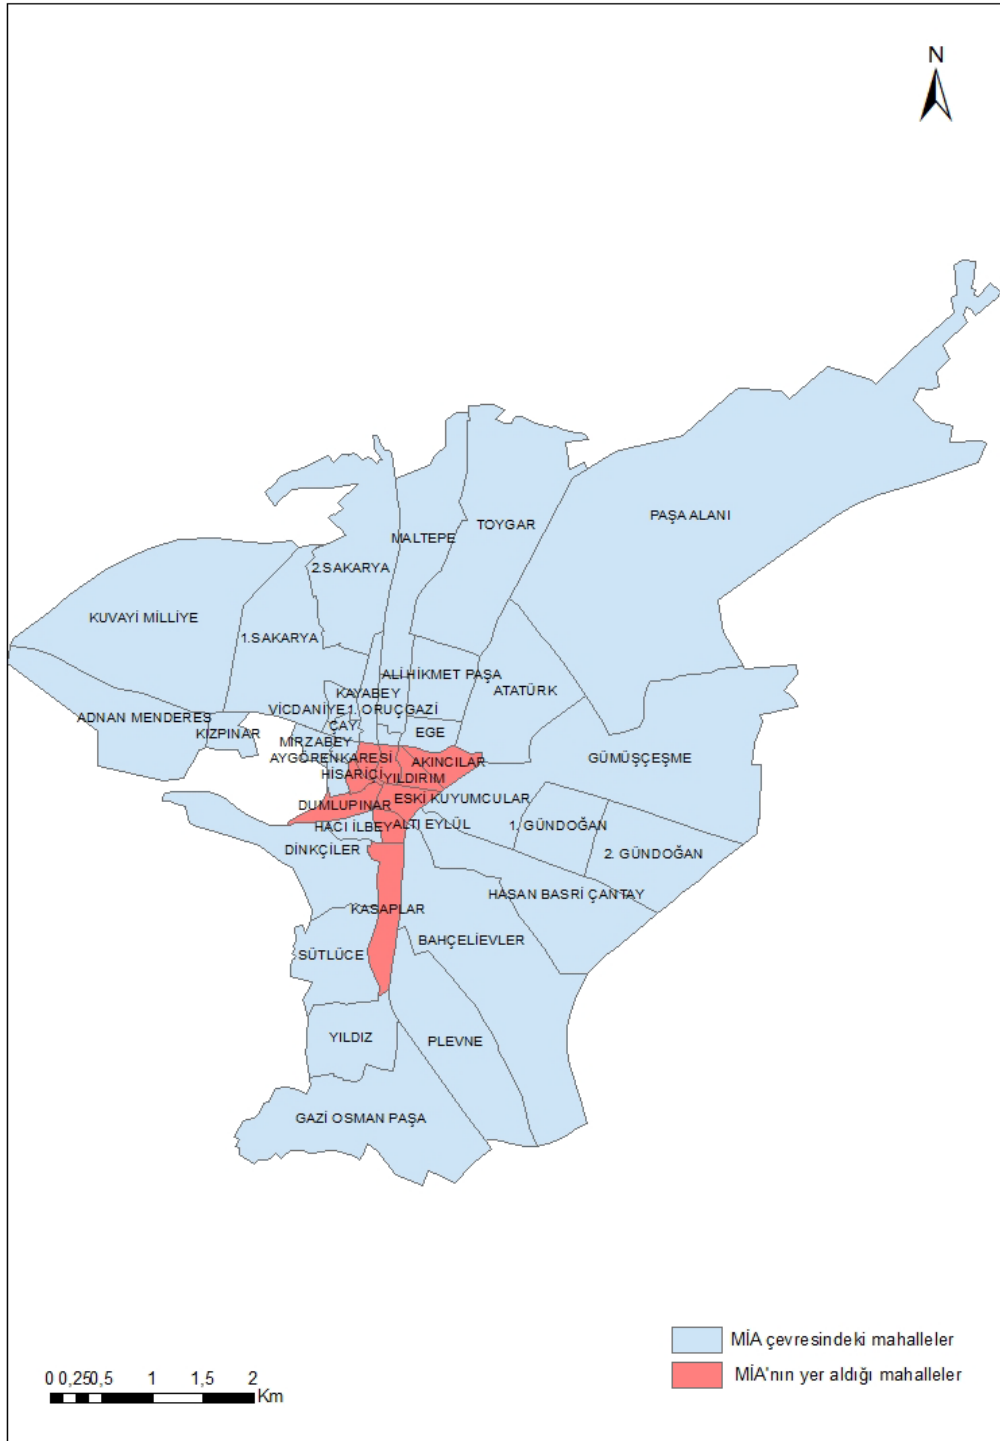 N
PAŞA ALANI
TOYGAR
MALTEPE
2.SAKARYA
KUVAYİ MİLLİYE
1.SAKARYA
ALİ HİKMET PAŞA
KAYABEY
ATATÜRK
VİCDANİYE
1. ORUÇGAZİ
ADNAN MENDERES
ÇAY
KIZPINAR
EGE
MİRZABEY
AYGÖREN
KARESİ
GÜMÜŞÇEŞME
AKINCILAR
HİSARİÇİ
YILDIRIM
DUMLUPINAR
ESKİ KUYUMCULAR
HACI İLBEY
ALTI EYLÜL
1. GÜNDOĞAN
DİNKÇİLER
2. GÜNDOĞAN
HASAN BASRİ ÇANTAY
KASAPLAR
BAHÇELİEVLER
SÜTLÜCE
YILDIZ
PLEVNE
GAZİ OSMAN PAŞA
MİA çevresindeki mahalleler
MİA'nın yer aldığı mahalleler
0 0,250,5 1 1,5 2
Km